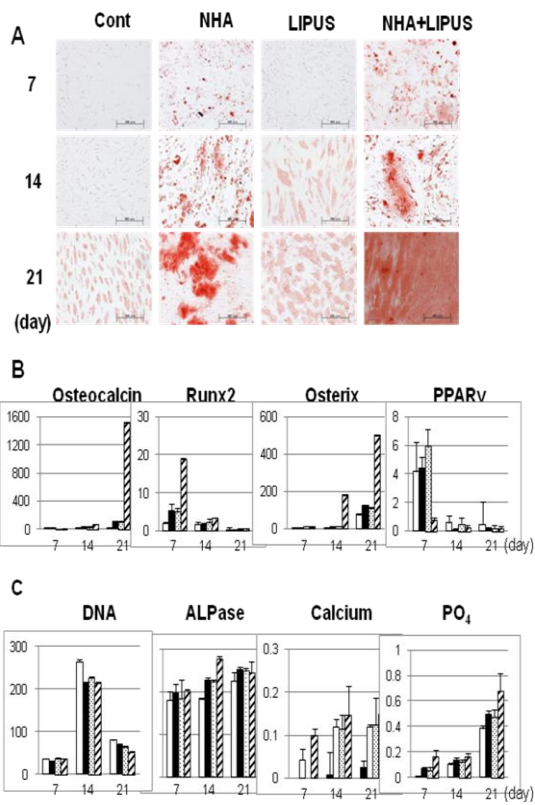 A
Cont NHA LIPUS NHA+LIPUS
7
14
21
(day)
B
Osteocalcin Runx2 Osterix PPARγ
1600 30 600 8
1200 6
20 400
800 4
10 200
400 2
0 0 0 0
7 14 21 7 14 21 7 14 21 7 14 21 (day)
C
DNA ALPase Calcium PO4
300 0.3 1
0.8
200 0.2 0.6
0.4
100 0.1
0.2
0 0 0
7 14 21 7 14 21 7 14 21 7 14 21 (day)